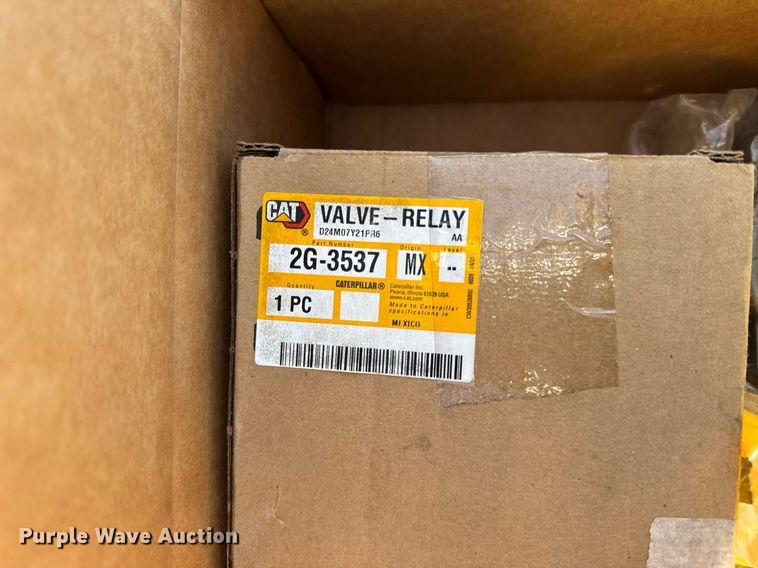 CAT
®
VALVE-RELAY
D24M07Y21PR6 AA
Part Number Origin Level
2G-3537 MX --
Quantity CATERPILLAR®
Caterpillar Inc.
Peoria, Illinois 61629 USA
www.cat.com
1 PC
Made to Caterpillar
specifications in
MEXICO
Purple Wave Auction